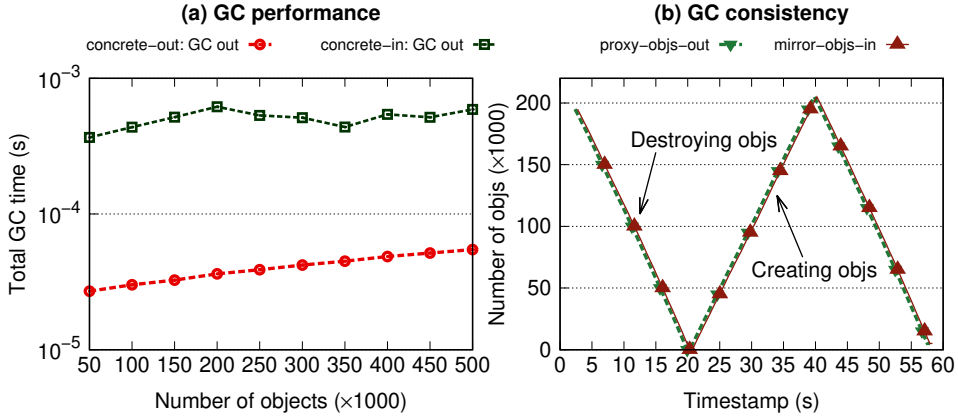 (a) GC performance
concrete-out: GC out
concrete-in: GC out
Total GC time (s)
10⁻³
10⁻⁴
10⁻⁵
50 100 150 200 250 300 350 400 450 500
Number of objects (×1000)
(b) GC consistency
proxy-objs-out
mirror-objs-in
Number of objs (×1000)
200
150
100
50
0
Destroying objs
Creating objs
0 5 10 15 20 25 30 35 40 45 50 55 60
Timestamp (s)